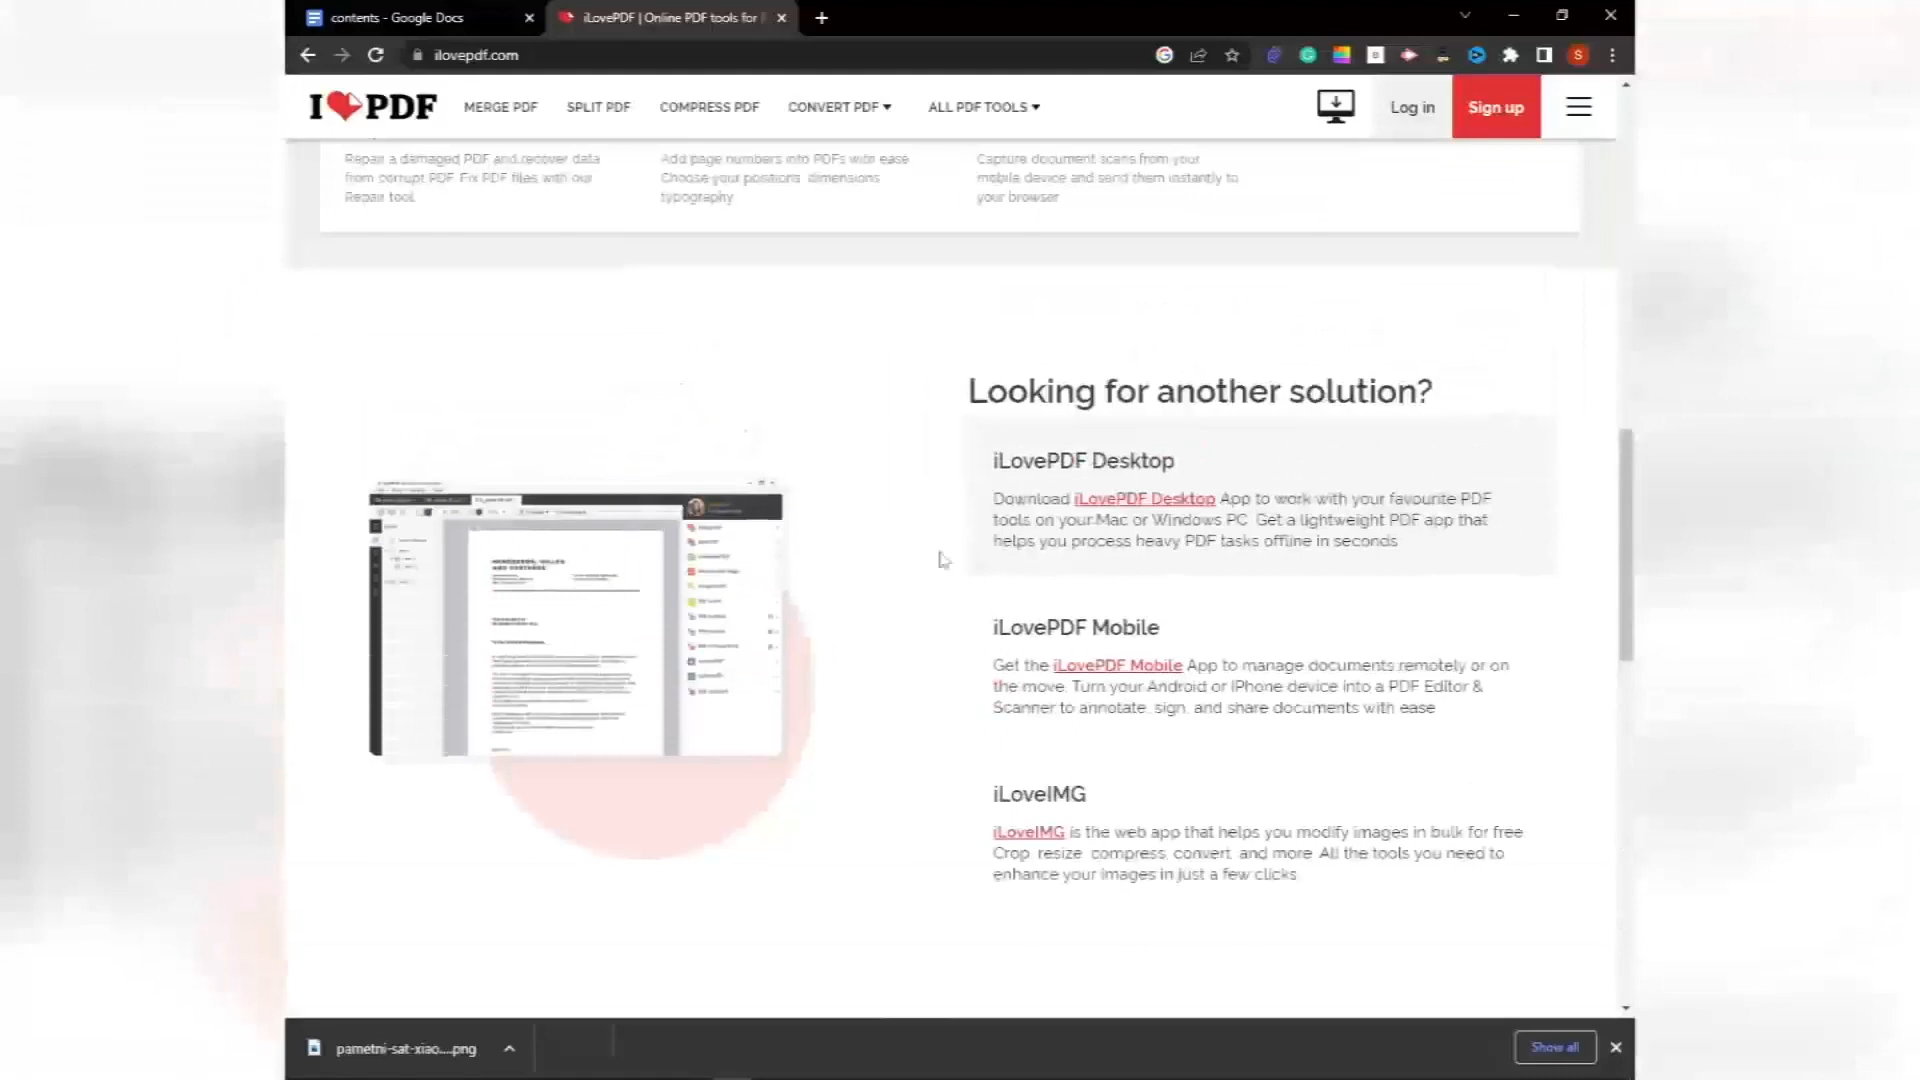 contents - Google Docs
iLovePDF | Online PDF tools for
ilovepdf.com
S
I PDF
MERGE PDF
SPLIT PDF
COMPRESS PDF
CONVERT PDF
ALL PDF TOOLS
Log in
Sign up
Repair a damaged PDF and recover data
from corrupt PDF Fix PDF files with our
Repair tool
Add page numbers into PDFs with ease
Choose your positions dimensions
typography
Capture document scans from your
mobile device and send them instantly to
your browser
Looking for another solution?
iLovePDF Desktop
Download iLovePDF Desktop App to work with your favourite PDF
tools on your Mac or Windows PC Get a lightweight PDF app that
helps you process heavy PDF tasks offline in seconds
iLovePDF Mobile
Get the iLovePDF Mobile App to manage documents remotely or on
the move Turn your Android or iPhone device into a PDF Editor &
Scanner to annotate, sign, and share documents with ease
iLoveIMG
iLoveIMG is the web app that helps you modify images in bulk for free
Crop resize compress convert and more All the tools you need to
enhance your images in just a few clicks
pametni-sat-xiao....png
Show all